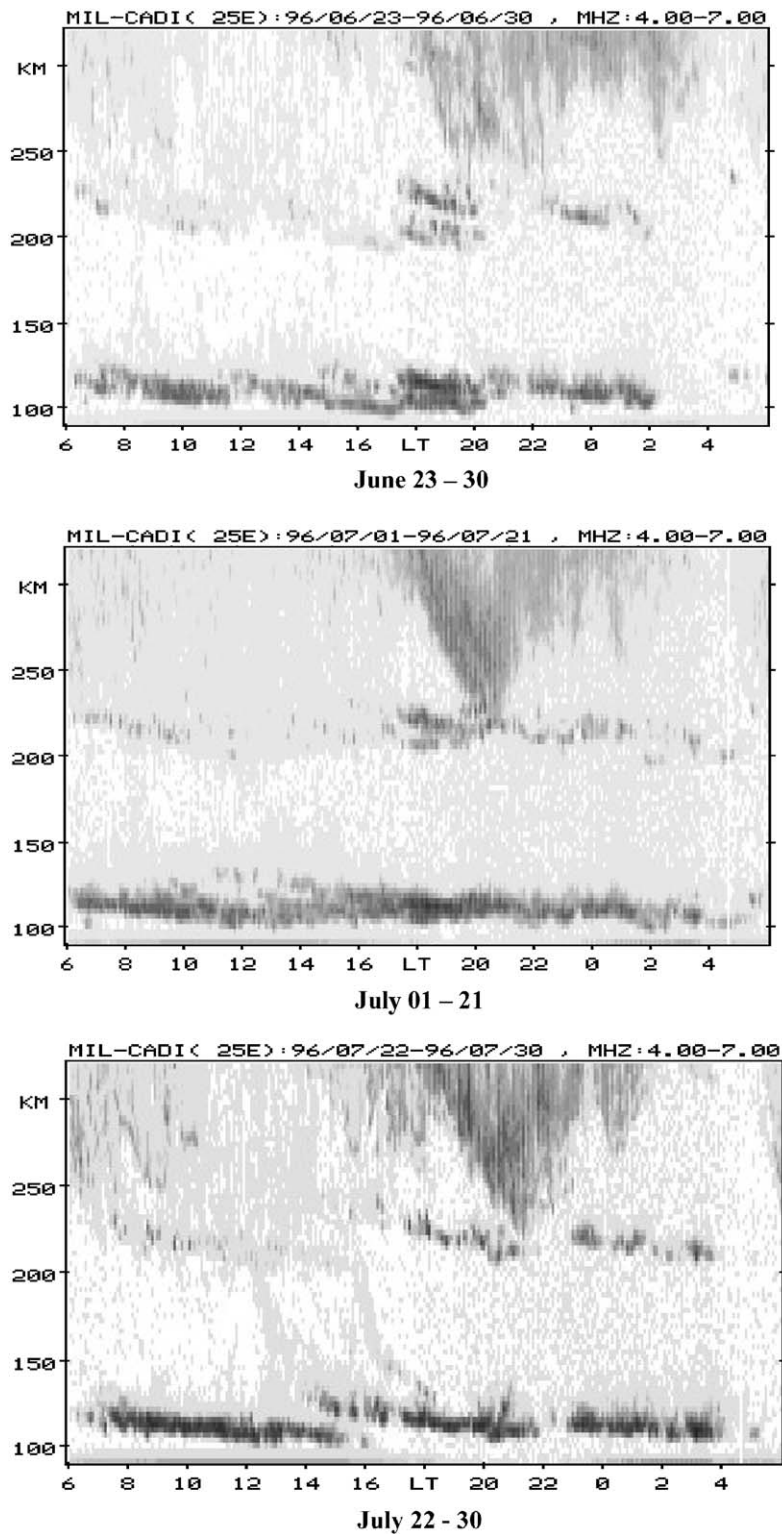 MIL-CADI( 25E):96/06/23-96/06/30 , MHZ:4.00-7.00
KM
250
200
150
100
6 8 10 12 14 16 LT 20 22 0 2 4
June 23 – 30
MIL-CADI( 25E):96/07/01-96/07/21 , MHZ:4.00-7.00
KM
250
200
150
100
6 8 10 12 14 16 LT 20 22 0 2 4
July 01 – 21
MIL-CADI( 25E):96/07/22-96/07/30 , MHZ:4.00-7.00
KM
250
200
150
100
6 8 10 12 14 16 LT 20 22 0 2 4
July 22 - 30